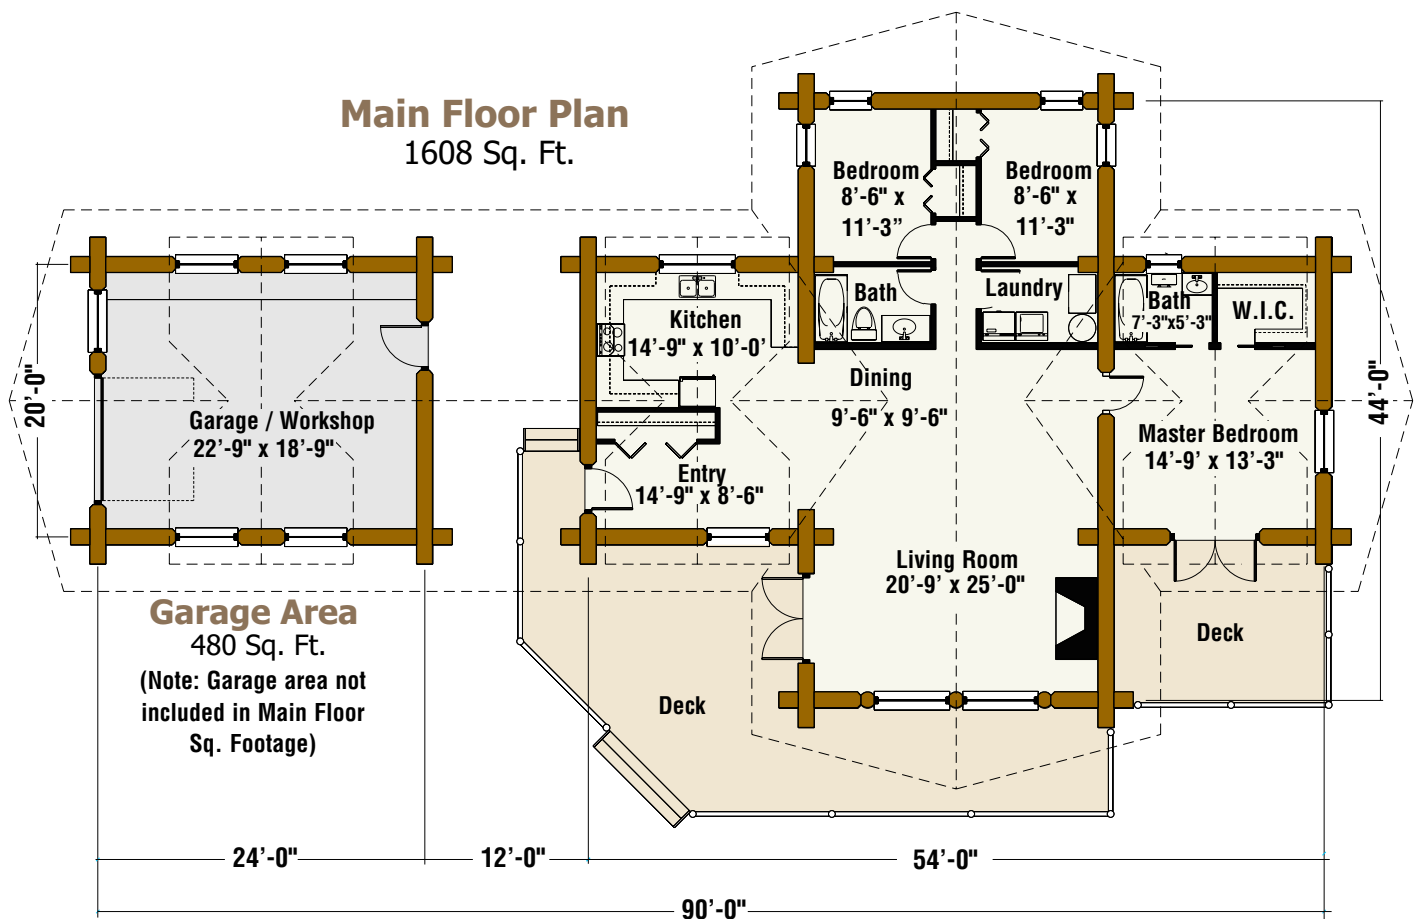 Main Floor Plan
1608 Sq. Ft.
Bedroom
8'-6" x
11'-3”
Bedroom
8'-6" x
11'-3"
Bath
Laundry
Bath
7'-3"x5'-3"
W.I.C.
Kitchen
14'-9" x 10'-0'
Dining
9'-6" x 9'-6"
20'-0"
Garage / Workshop
22'-9" x 18'-9"
44'-0"
Master Bedroom
14'-9' x 13'-3"
Entry
14'-9" x 8'-6"
Living Room
20'-9' x 25'-0"
Garage Area
480 Sq. Ft.
(Note: Garage area not
included in Main Floor
Sq. Footage)
Deck
Deck
24'-0"
12'-0"
54'-0"
90'-0"